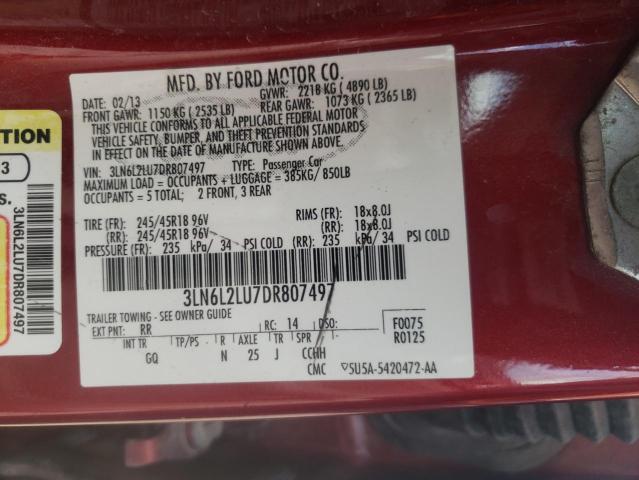 MFD. BY FORD MOTOR CO.
DATE: 02/13 GVWR: 2218 KG ( 4890 LB)
FRONT GAWR: 1150 KG ( 2535 LB) REAR GAWR: 1073 KG ( 2365 LB)
THIS VEHICLE CONFORMS TO ALL APPLICABLE FEDERAL MOTOR
VEHICLE SAFETY, BUMPER, AND THEFT PREVENTION STANDARDS
IN EFFECT ON THE DATE OF MANUFACTURE SHOWN ABOVE.
VIN: 3LN6L2LU7DR807497 TYPE: Passenger Car
MAXIMUM LOAD = OCCUPANTS + LUGGAGE = 385KG/ 850LB
OCCUPANTS = 5 TOTAL; 2 FRONT, 3 REAR
TIRE (FR): 245/45R18 96V RIMS (FR): 18x8.0J
(RR): 245/45R18 96V (RR): 18x8.0J
PRESSURE (FR): 235 kPa/ 34 PSI COLD (RR): 235 kPa/ 34 PSI COLD
3LN6L2LU7DR807497
TRAILER TOWING - SEE OWNER GUIDE
EXT PNT: RR RC: 14 DSO: F0075
INT TR TP/PS R AXLE TR SPR R0125
GQ N 25 J CCHH
CMC 5U5A-5420472-AA
TION
3
s.
3LN6L2LU7DR807497